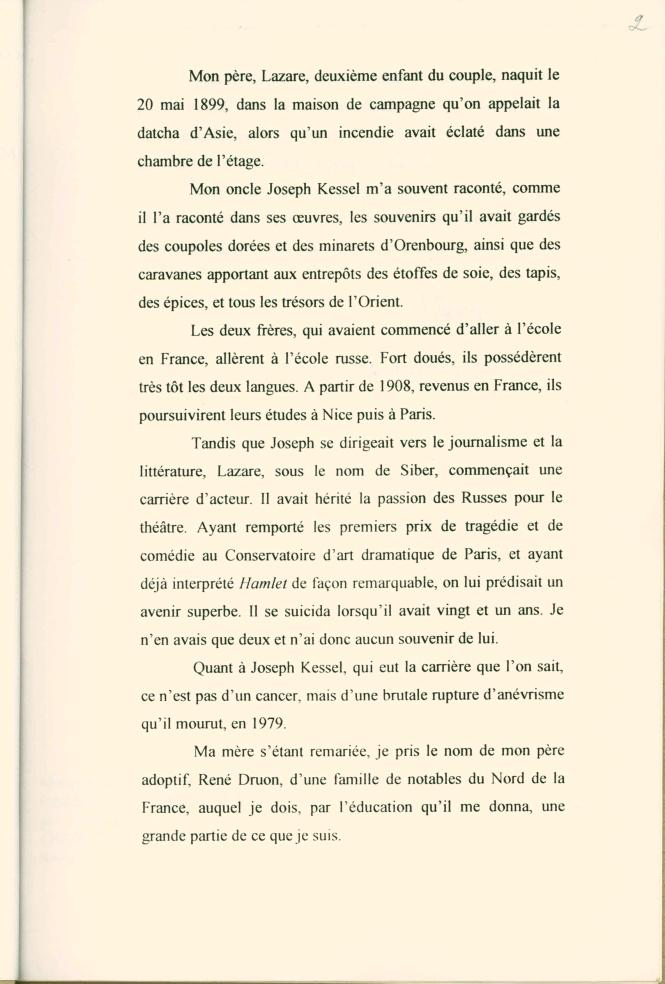 2
Mon père, Lazare, deuxième enfant du couple, naquit le
20 mai 1899, dans la maison de campagne qu'on appelait la
datcha d'Asie, alors qu'un incendie avait éclaté dans une
chambre de l'étage.
Mon oncle Joseph Kessel m'a souvent raconté, comme
il l'a raconté dans ses œuvres, les souvenirs qu'il avait gardés
des coupoles dorées et des minarets d'Orenbourg, ainsi que des
caravanes apportant aux entrepôts des étoffes de soie, des tapis,
des épices, et tous les trésors de l'Orient.
Les deux frères, qui avaient commencé d'aller à l'école
en France, allèrent à l'école russe. Fort doués, ils possédèrent
très tôt les deux langues. A partir de 1908, revenus en France, ils
poursuivirent leurs études à Nice puis à Paris.
Tandis que Joseph se dirigeait vers le journalisme et la
littérature, Lazare, sous le nom de Siber, commençait une
carrière d'acteur. Il avait hérité la passion des Russes pour le
théâtre. Ayant remporté les premiers prix de tragédie et de
comédie au Conservatoire d'art dramatique de Paris, et ayant
déjà interprété Hamlet de façon remarquable, on lui prédisait un
avenir superbe. Il se suicida lorsqu'il avait vingt et un ans. Je
n'en avais que deux et n'ai donc aucun souvenir de lui.
Quant à Joseph Kessel, qui eut la carrière que l'on sait,
ce n'est pas d'un cancer, mais d'une brutale rupture d'anévrisme
qu'il mourut, en 1979.
Ma mère s'étant remariée, je pris le nom de mon père
adoptif, René Druon, d'une famille de notables du Nord de la
France, auquel je dois, par l'éducation qu'il me donna, une
grande partie de ce que je suis.